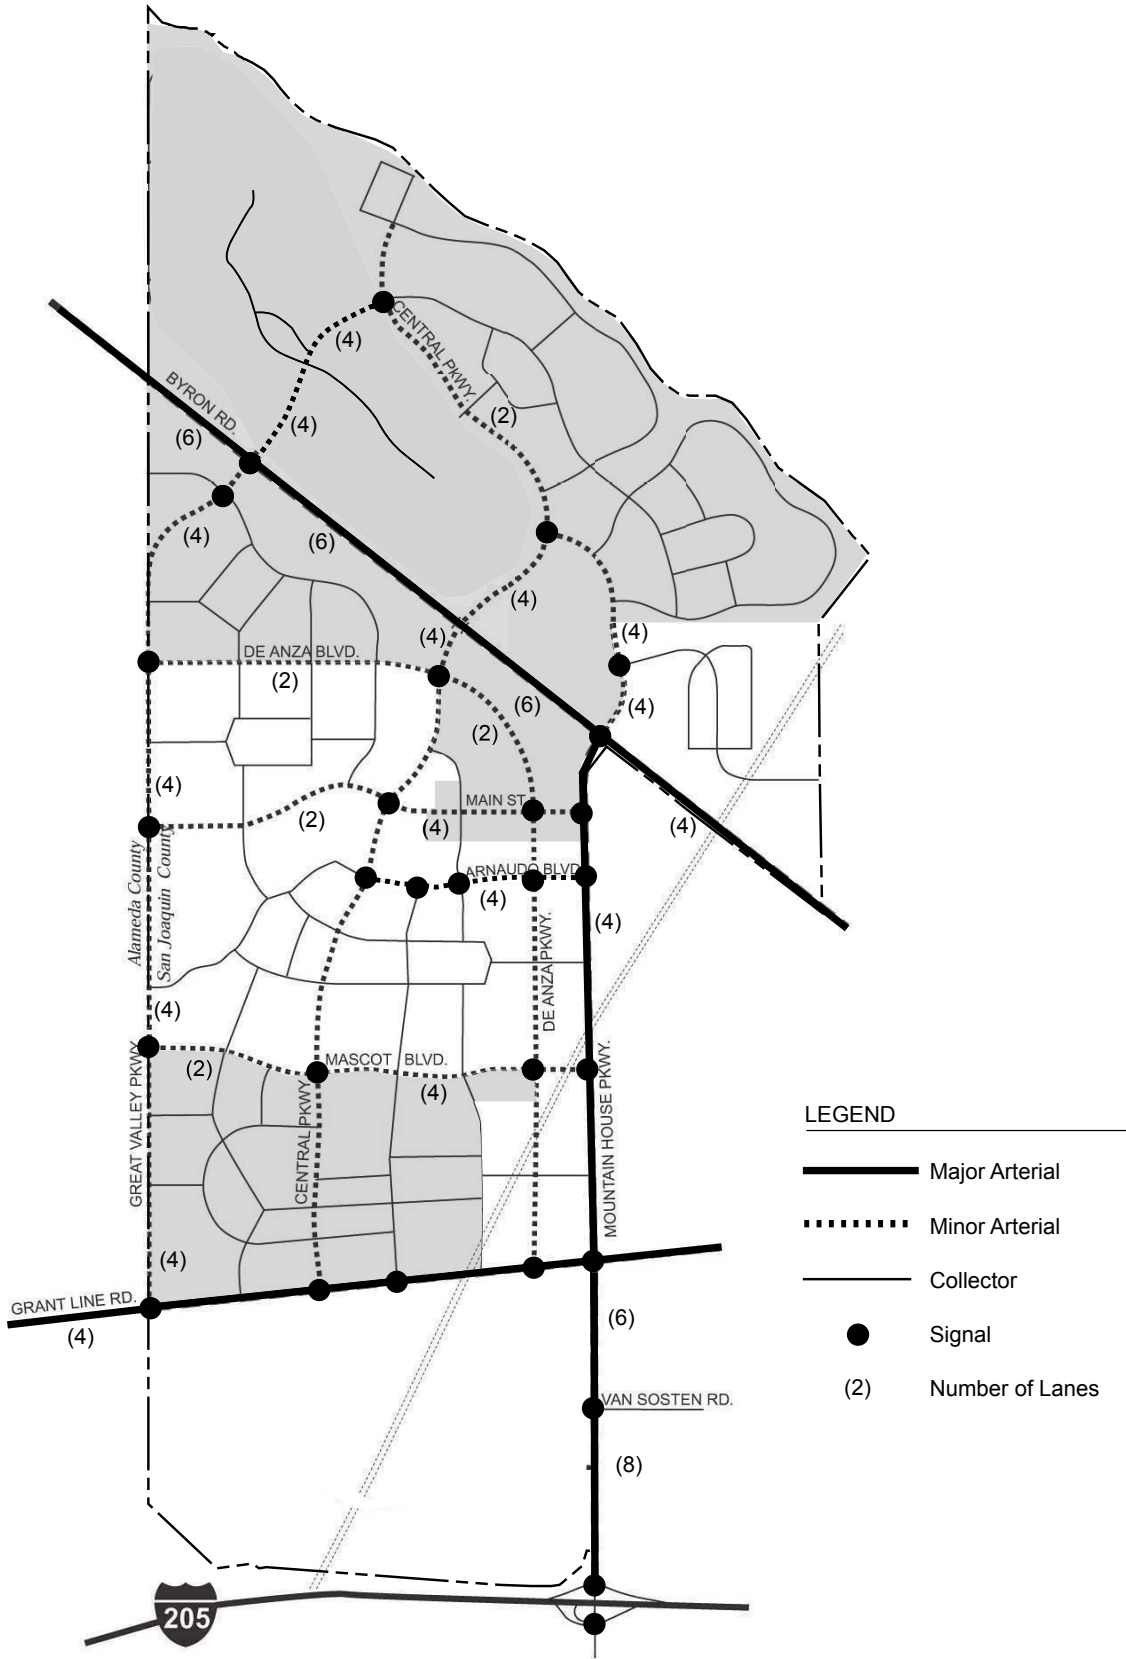 (4)
CENTRAL PKWY.
BYRON RD.
(2)
(4)
(6)
(4)
(6)
(4)
(4)
(4)
DE ANZA BLVD.
(2)
(6)
(4)
(2)
(4)
MAIN ST
(2)
(4)
(4)
Alameda County
San Joaquin County
ARNAUDO BLVD
(4)
(4)
DE ANZA PKWY.
(4)
MASCOT BLVD.
(2)
(4)
GREAT VALLEY PKWY
CENTRAL PKWY
MOUNTAIN HOUSE PKWY.
(4)
GRANT LINE RD.
(4)
(6)
VAN SOSTEN RD.
(8)
205
LEGEND
Major Arterial
Minor Arterial
Collector
Signal
(2) Number of Lanes